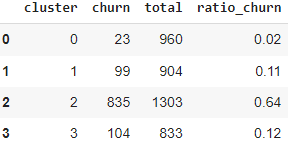 cluster churn total ratio_churn
0 0 23 960 0.02
1 1 99 904 0.11
2 2 835 1303 0.64
3 3 104 833 0.12